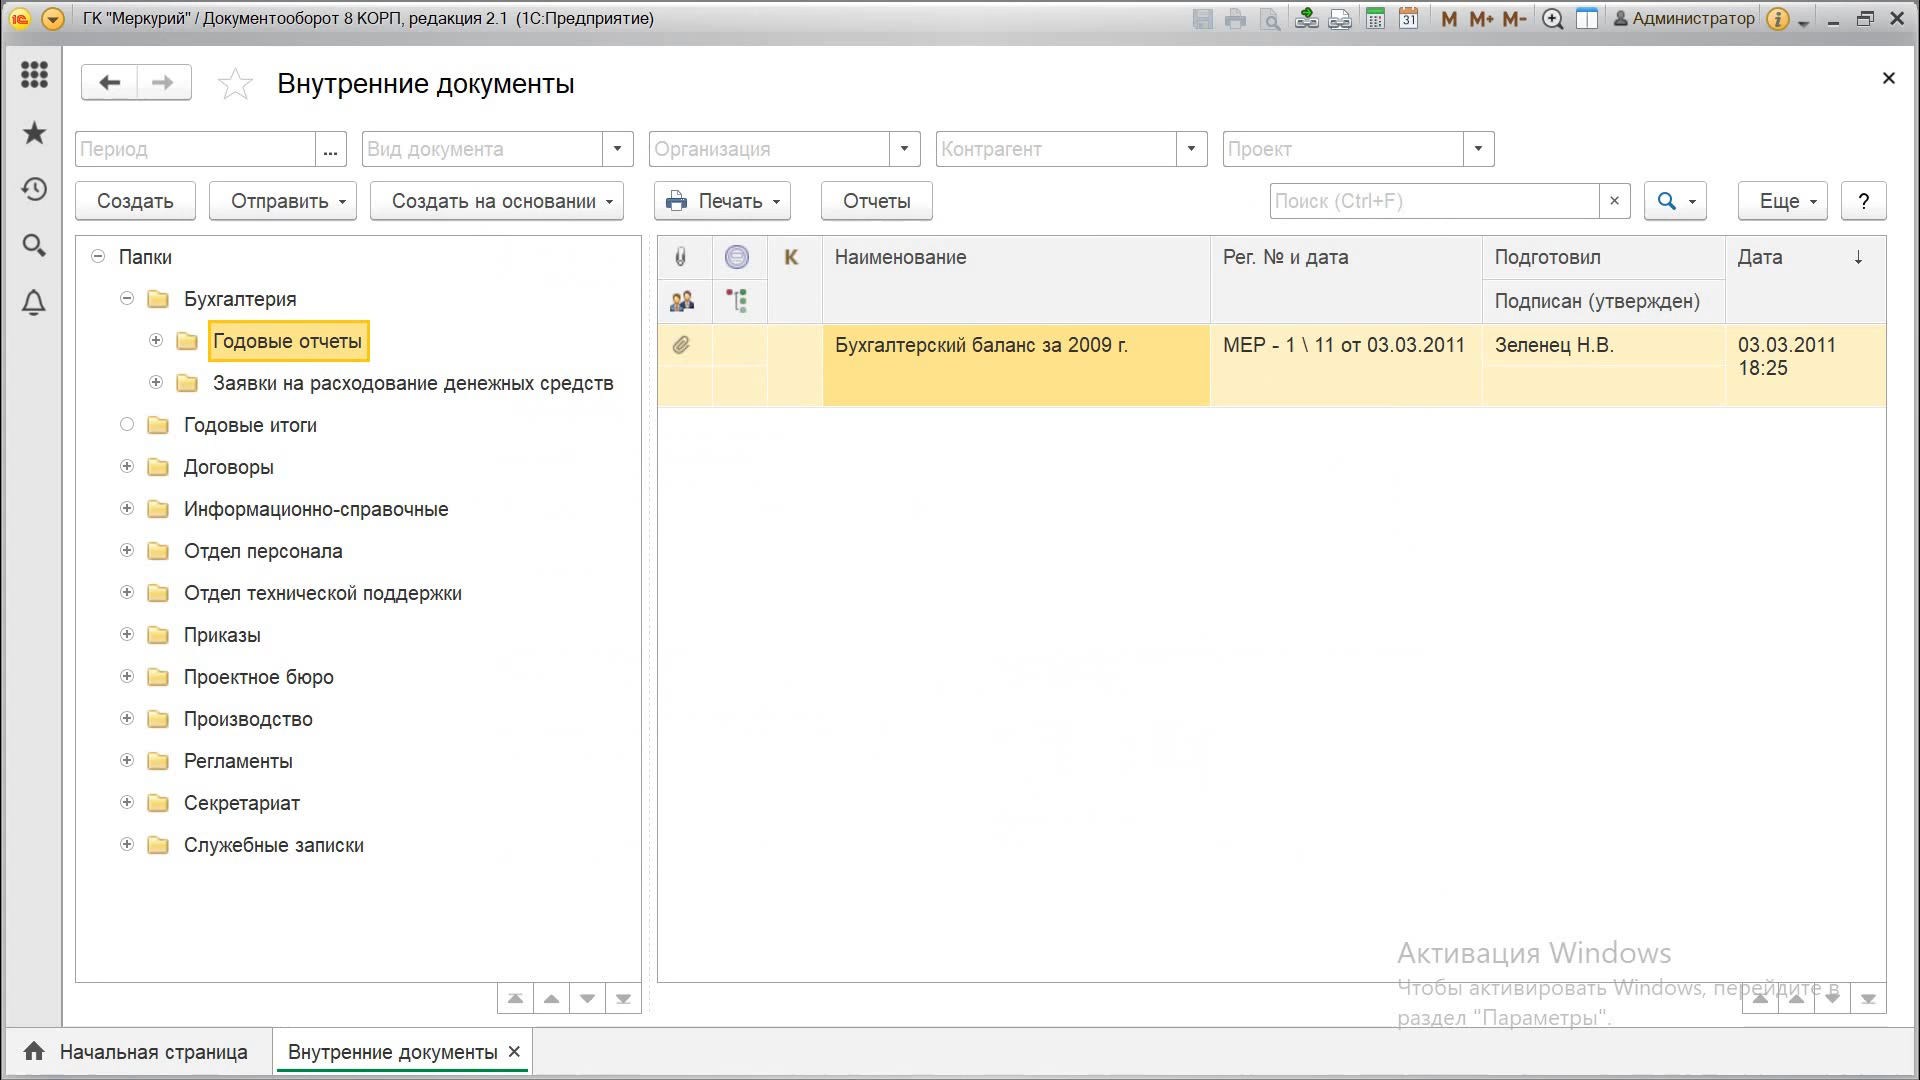 ГК "Меркурий" / Документооборот 8 КОРП, редакция 2.1 (1С:Предприятие)
31 M M+ M- Администратор
Внутренние документы
Период ... Вид документа Организация Контрагент Проект
Создать Отправить Создать на основании Печать Отчеты Поиск (Ctrl+F) × Еще ?
Папки
Бухгалтерия
Годовые отчеты
Заявки на расходование денежных средств
Годовые итоги
Договоры
Информационно-справочные
Отдел персонала
Отдел технической поддержки
Приказы
Проектное бюро
Производство
Регламенты
Секретариат
Служебные записки
К Наименование Рег. № и дата Подготовил Дата ↓
Подписан (утвержден)
Бухгалтерский баланс за 2009 г. МЕР - 1 \ 11 от 03.03.2011 Зеленец Н.В. 03.03.2011
18:25
Активация Windows
Чтобы активировать Windows, перейдите в
раздел "Параметры".
Начальная страница Внутренние документы ×